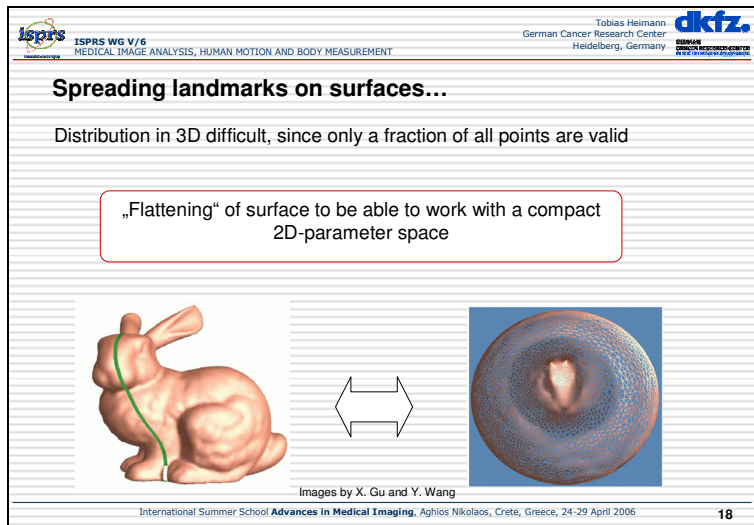 isprs
ISPRS WG V/6
MEDICAL IMAGE ANALYSIS, HUMAN MOTION AND BODY MEASUREMENT
Tobias Heimann
German Cancer Research Center
Heidelberg, Germany
dkfz.
Spreading landmarks on surfaces…
Distribution in 3D difficult, since only a fraction of all points are valid
„Flattening“ of surface to be able to work with a compact
2D-parameter space
Images by X. Gu and Y. Wang
International Summer School Advances in Medical Imaging, Aghios Nikolaos, Crete, Greece, 24-29 April 2006
18